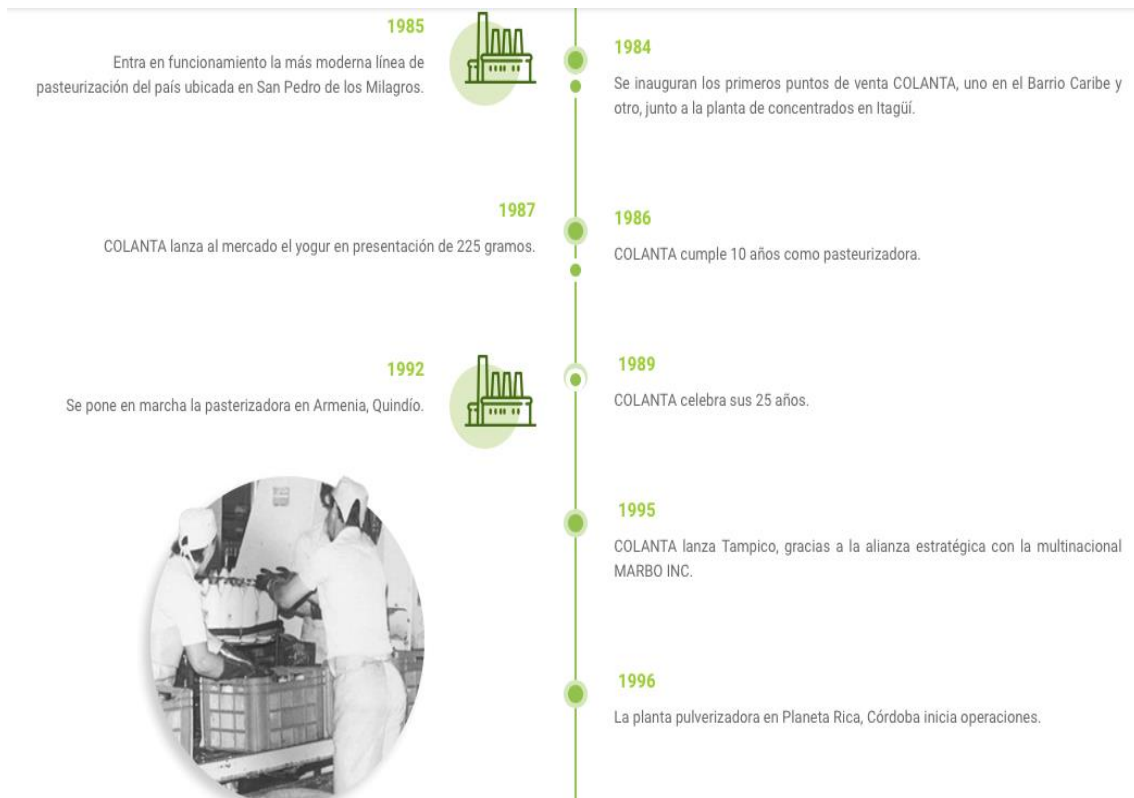 1985
Entra en funcionamiento la más moderna línea de
pasteurización del país ubicada en San Pedro de los Milagros.
1984
Se inauguran los primeros puntos de venta COLANTA, uno en el Barrio Caribe y
otro, junto a la planta de concentrados en Itagüí.
1987
COLANTA lanza al mercado el yogur en presentación de 225 gramos.
1986
COLANTA cumple 10 años como pasteurizadora.
1992
Se pone en marcha la pasterizadora en Armenia, Quindío.
1989
COLANTA celebra sus 25 años.
1995
COLANTA lanza Tampico, gracias a la alianza estratégica con la multinacional
MARBO INC.
1996
La planta pulverizadora en Planeta Rica, Córdoba inicia operaciones.